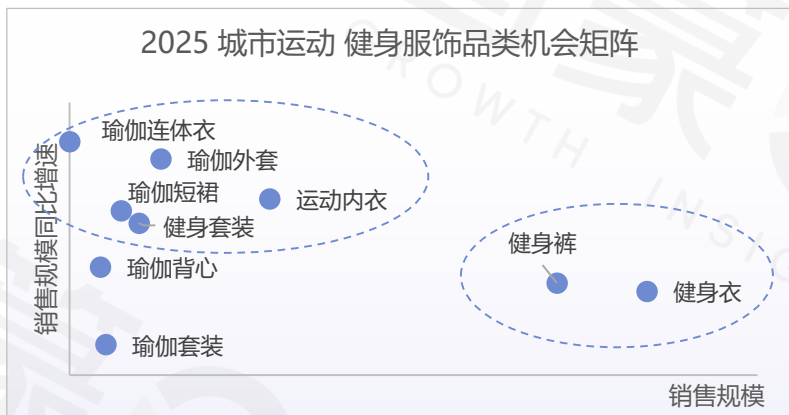 2025 城市运动 健身服饰品类机会矩阵
瑜伽连体衣
瑜伽外套
瑜伽短裙
运动内衣
健身套装
健身裤
瑜伽背心
健身衣
瑜伽套装
销售规模同比增速
销售规模
GROWTH INSIG